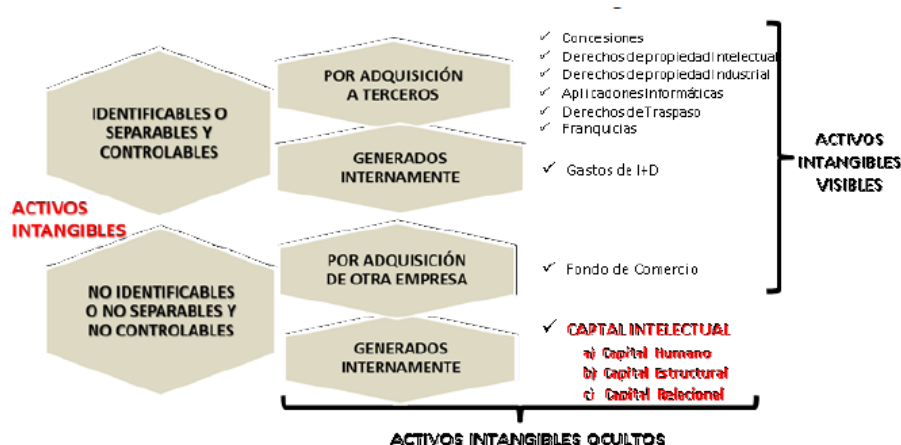 ACTIVOS
INTANGIBLES
IDENTIFICABLES O
SEPARABLES Y
CONTROLABLES
POR ADQUISICIÓN
A TERCEROS
✓ Concesiones
✓ Derechos de propiedad Intelectual
✓ Derechos de propiedad Industrial
✓ Aplicaciones Informáticas
✓ Derechos de Traspaso
✓ Franquicias
GENERADOS
INTERNAMENTE
✓ Gastos de I+D
ACTIVOS
INTANGIBLES
VISIBLES
NO IDENTIFICABLES
O NO SEPARABLES Y
NO CONTROLABLES
POR ADQUISICIÓN
DE OTRA EMPRESA
✓ Fondo de Comercio
GENERADOS
INTERNAMENTE
✓ CAPTAL INTELECTUAL
a) Capital Humano
b) Capital Estructural
c) Capital Relacional
ACTIVOS INTANGIBLES OCULTOS